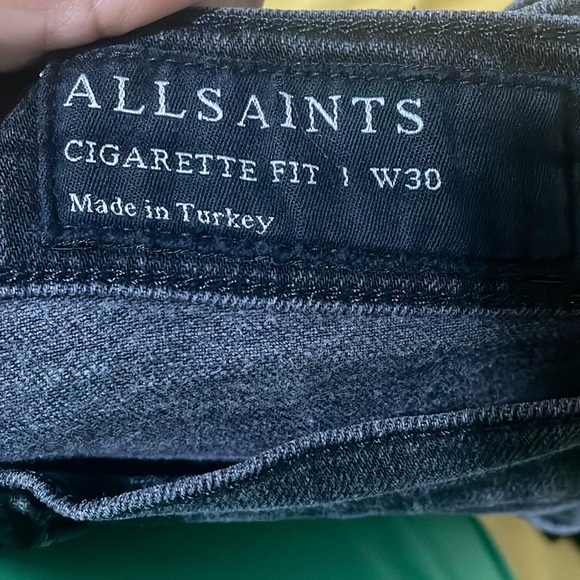 ALLSAINTS
CIGARETTE FIT | W30
Made in Turkey